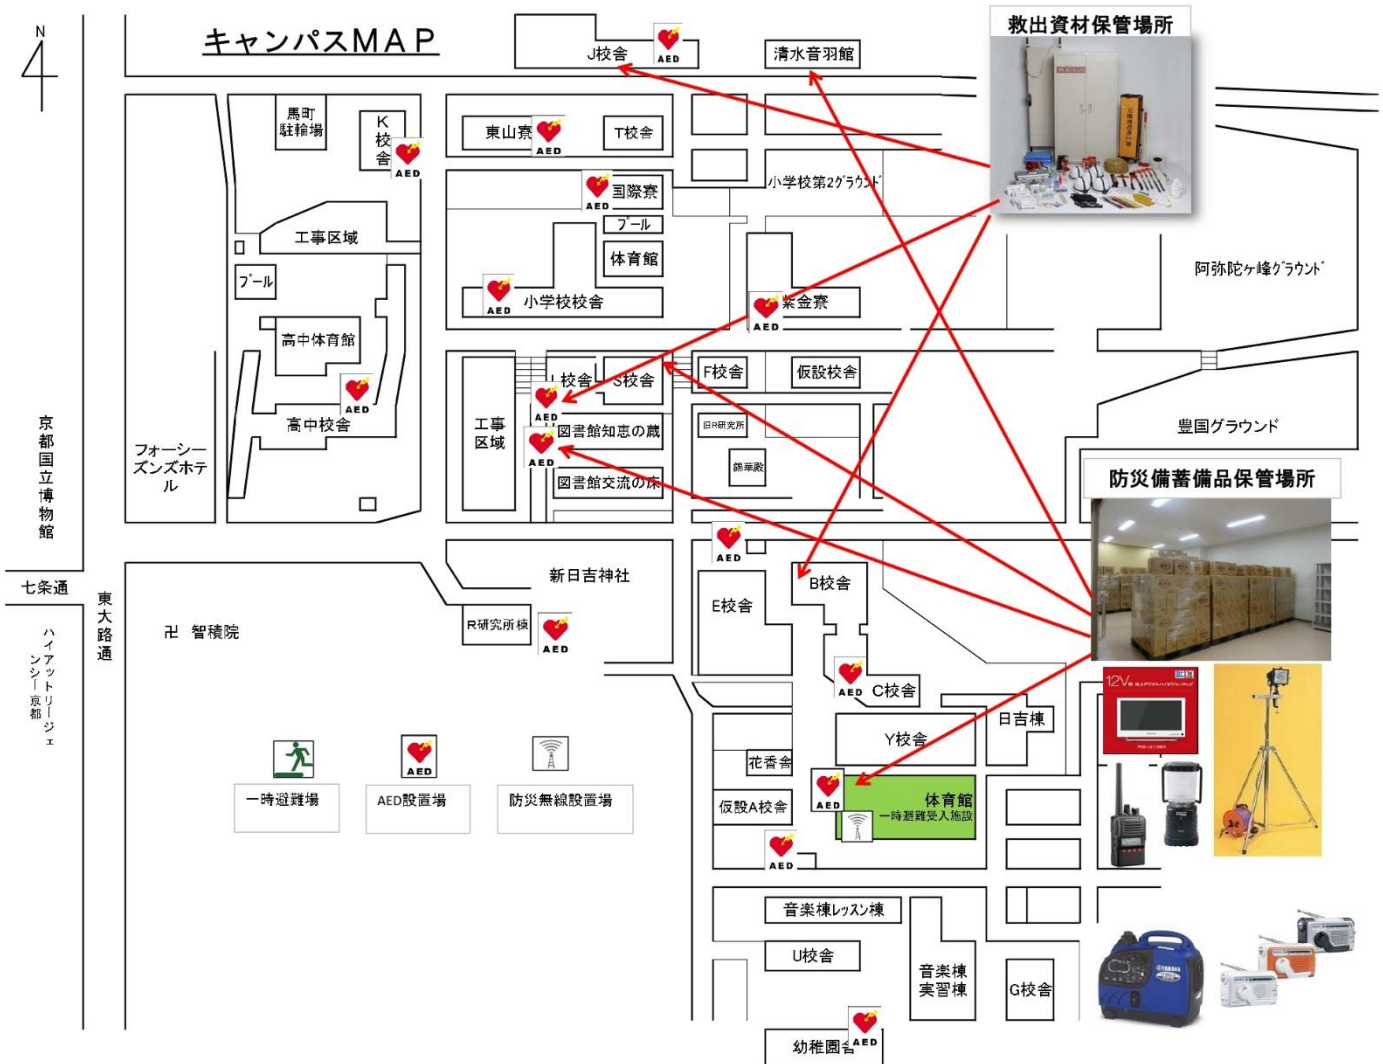 N
キャンパスMAP
J校舎
AED
清水音羽館
救出資材保管場所
馬町
駐輪場
K
校
舎
AED
東山寮
AED
T校舎
国際寮
AED
プール
体育館
小学校第2グラウンド
工事区域
プール
AED
小学校校舎
AED
紫金寮
阿弥陀ヶ峰グラウンド
高中体育館
AED
高中校舎
工事
区域
L校舎
S校舎
F校舎
仮設校舎
AED
図書館知恵の蔵
AED
図書館交流の床
旧R研究所
錦華殿
豊国グラウンド
京都国立博物館
フォーシー
ズンズホテ
ル
防災備蓄備品保管場所
七条通
東大路通
ハイアットリージェ
ンシー京都
卍 智積院
新日吉神社
R研究所棟
AED
AED
E校舎
B校舎
AED
C校舎
日吉棟
Y校舎
花香舎
仮設A校舎
AED
体育館
一時避難受入施設
AED
12V
AED
一時避難場
AED設置場
防災無線設置場
音楽棟レッスン棟
U校舎
音楽棟
実習棟
G校舎
YAMAHA
幼稚園舎
AED